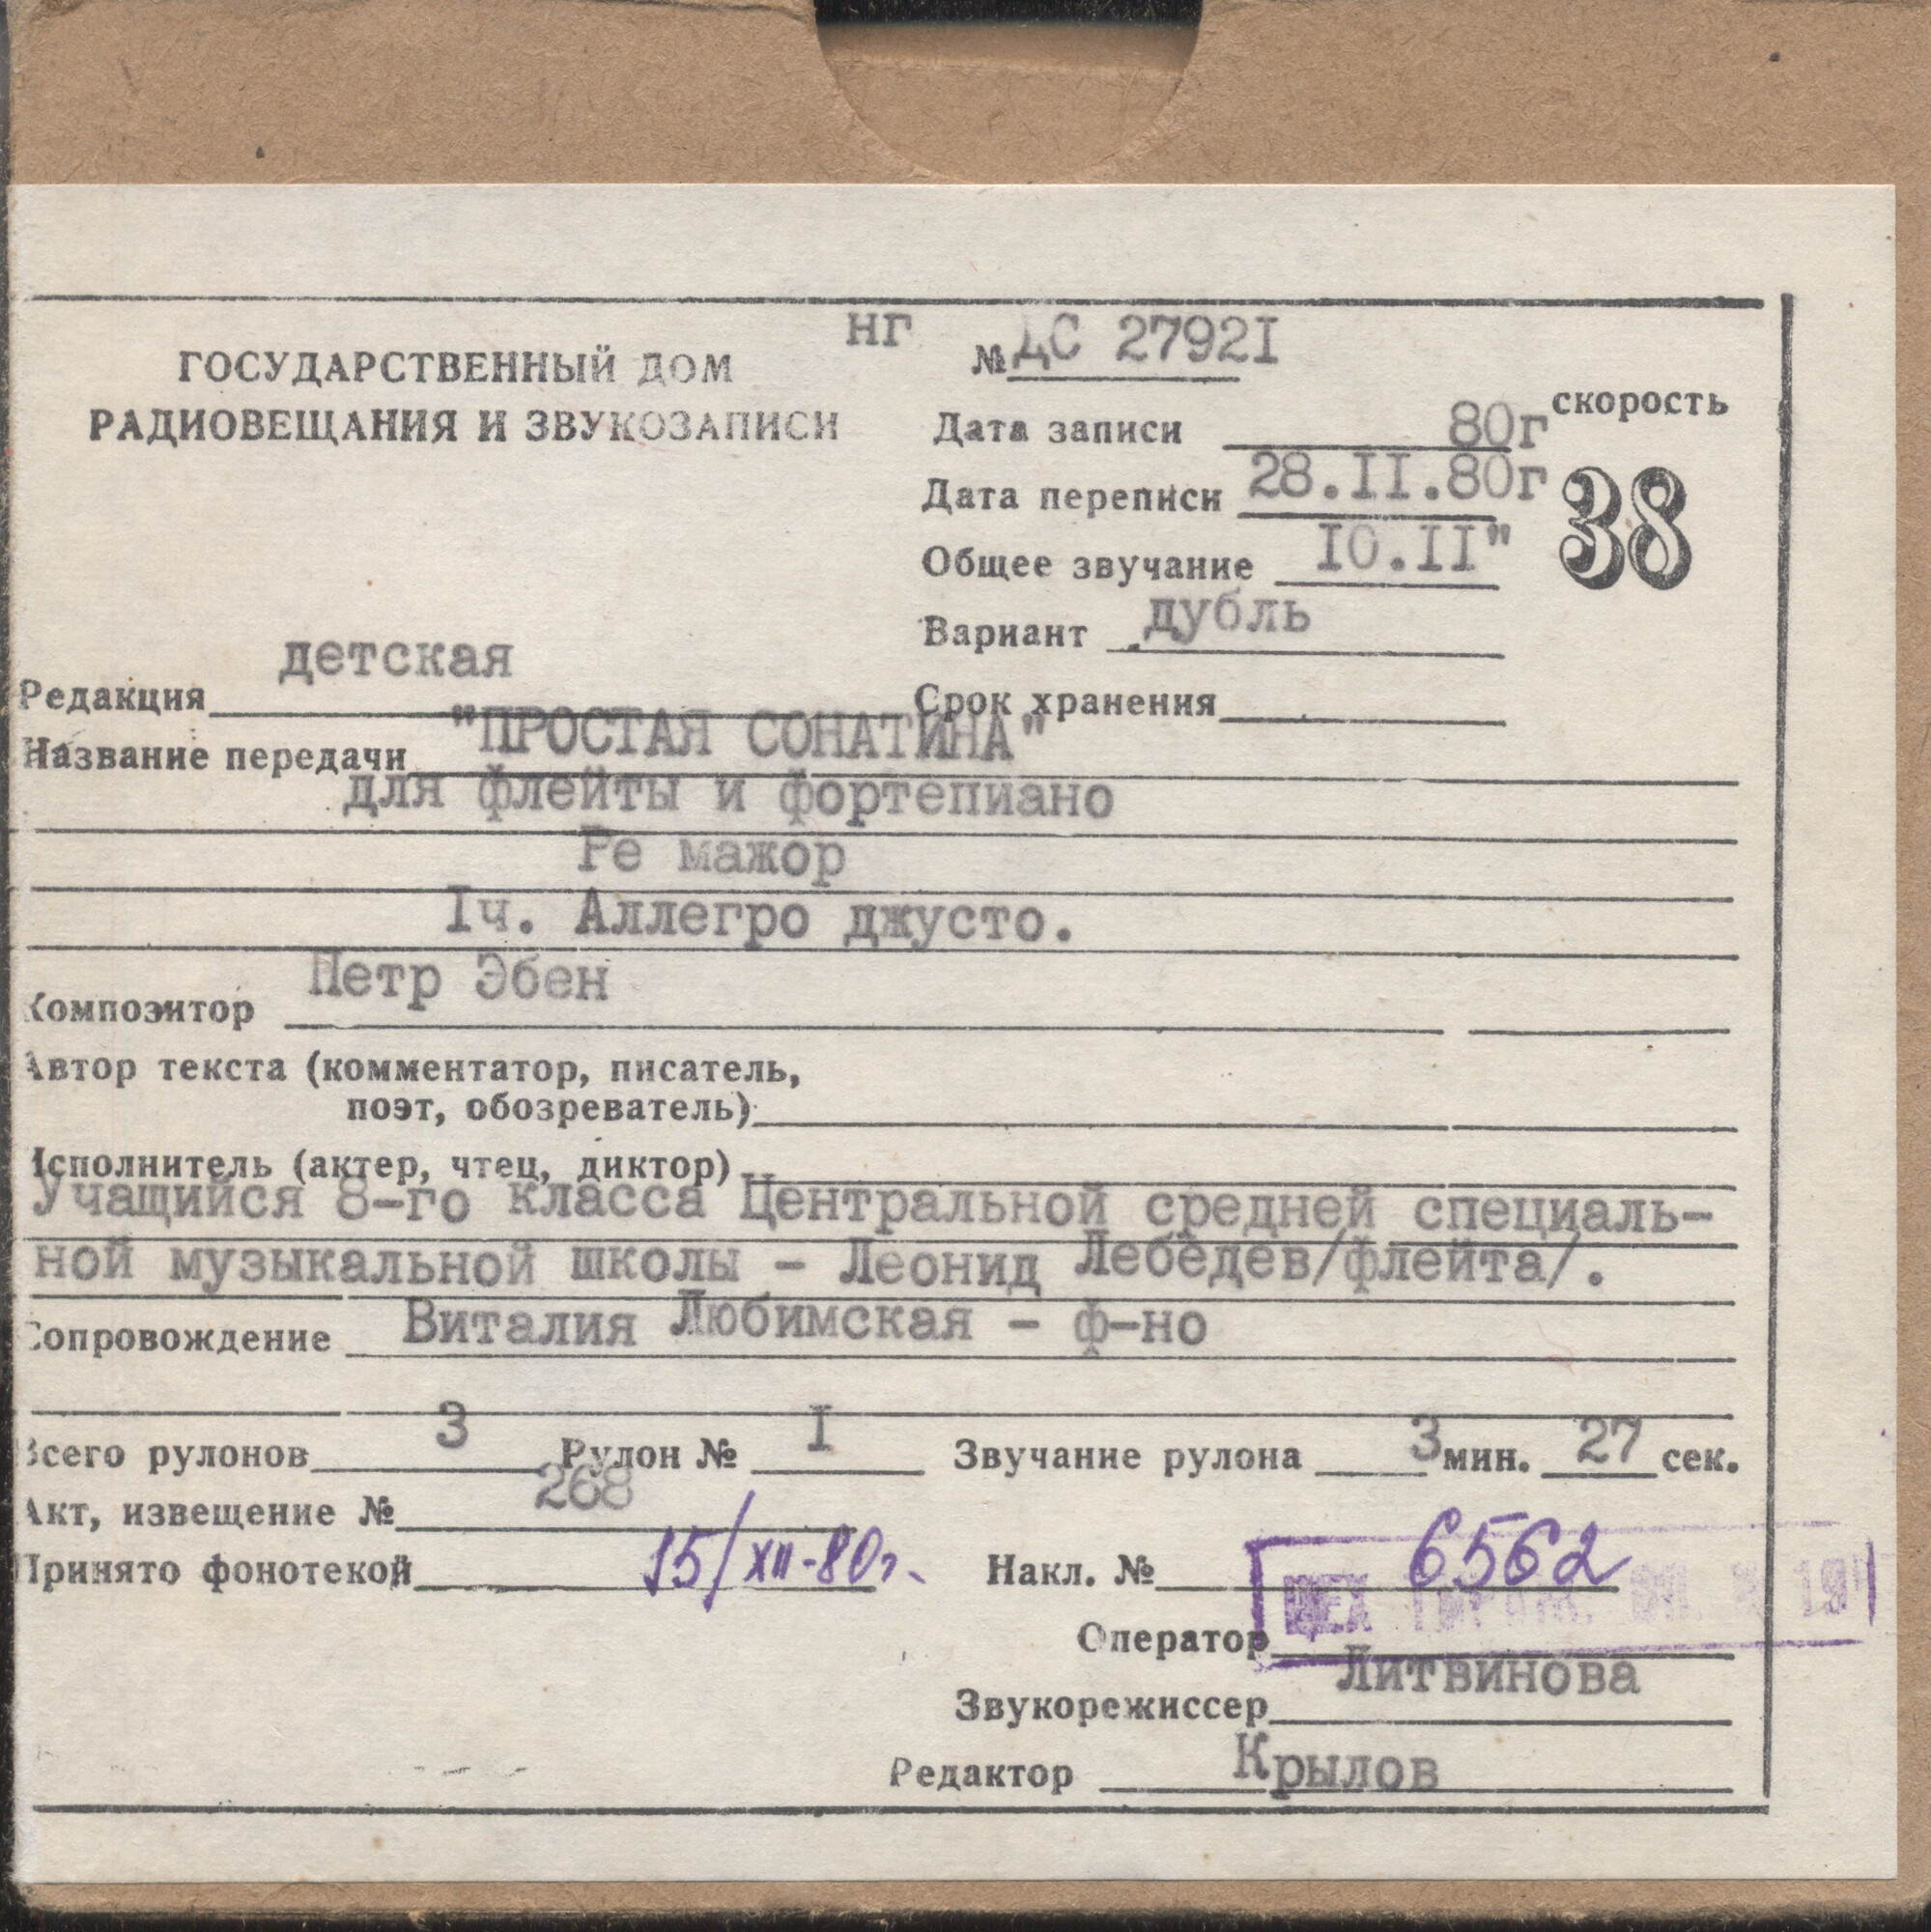 нг № ДС 27921
ГОСУДАРСТВЕННЫЙ ДОМ
РАДИОВЕЩАНИЯ И ЗВУКОЗАПИСИ
скорость
38
Дата записи 80г
Дата переписи 28.II.80г
Общее звучание 10.II"
Вариант дубль
Редакция детская
Срок хранения
Название передачи "ПРОСТАЯ СОНАТИНА"
для флейты и фортепиано
Ре мажор
Iч. Аллегро джусто.
Композитор Петр Эбен
Автор текста (комментатор, писатель,
поэт, обозреватель)
Исполнитель (актер, чтец, диктор)
Учащийся 8-го класса Центральной средней специаль-
ной музыкальной школы - Леонид Лебедев/флейта/.
Сопровождение Виталия Любимская - ф-но
Всего рулонов 3 Рулон № I Звучание рулона 3 мин. 27 сек.
Акт, извещение № 268
Принято фонотекой 15/XII-80г. Накл. № 6562
ЦЕХ
Оператор
Литвинова
Звукорежиссер
Редактор Крылов